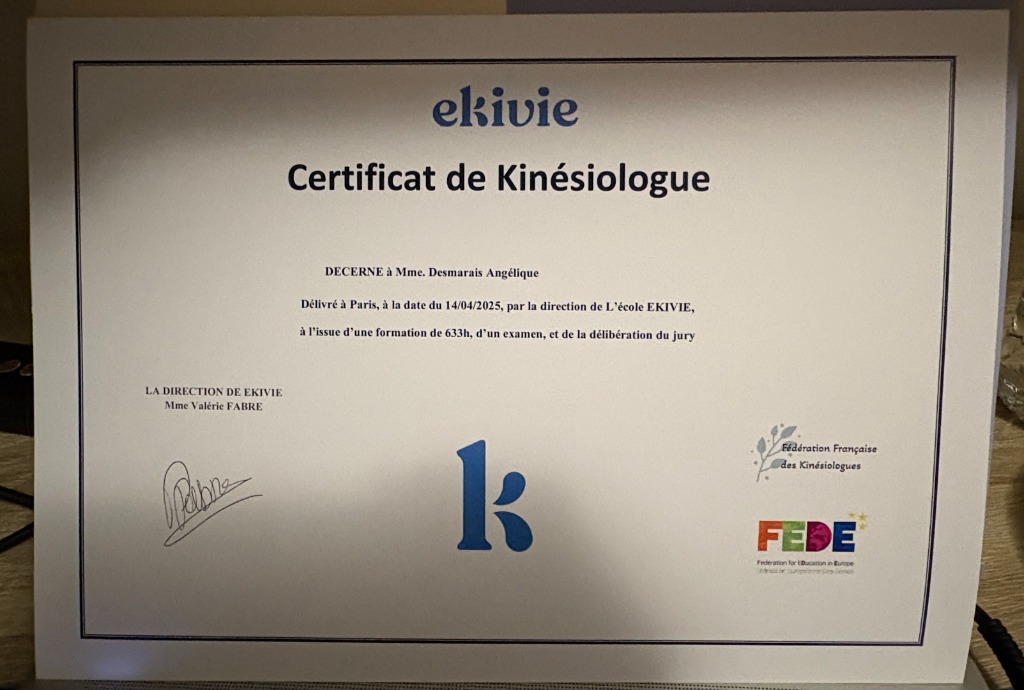 ekivie
Certificat de Kinésiologue
DECERNE à Mme. Desmarais Angélique
Délivré à Paris, à la date du 14/04/2025, par la direction de L'école EKIVIE,
à l'issue d'une formation de 633h, d'un examen, et de la délibération du jury
LA DIRECTION DE EKIVIE
Mme Valérie FABRE
Fabre
k
Fédération Française
des Kinésiologues
FEDE
Federation for EDucation in Europe